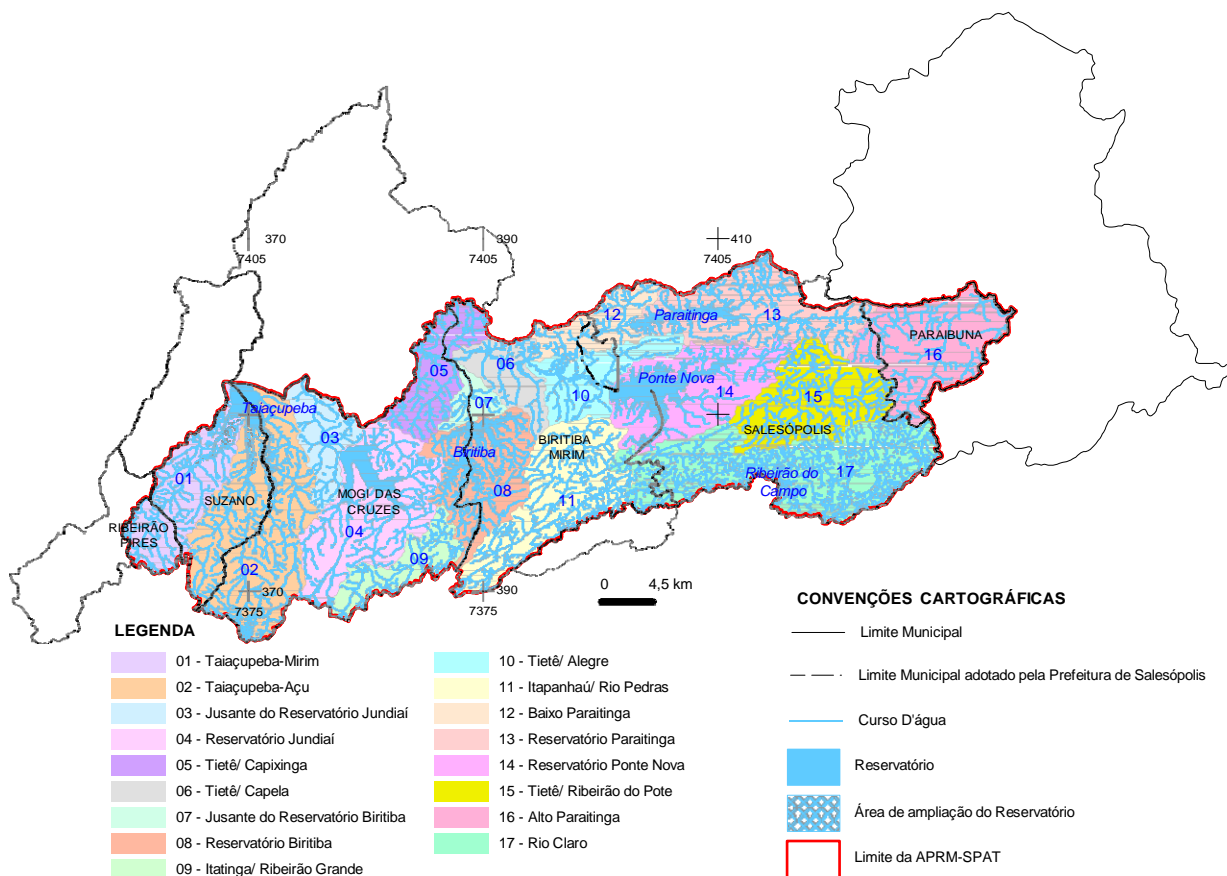 370
7405
390
7405
410
7405
12
Paraitinga
13
PARAIBUNA
16
05
06
Ponte Nova
07
10
14
15
Taiaçupeba
03
SALESÓPOLIS
BIRITIBA
MIRIM
Biritiba
01
SUZANO
MOGI DAS
CRUZES
08
11
Ribeirão do
Campo
17
RIBEIRÃO
PIRES
04
09
02
370
7375
390
7375
0 4,5 km
LEGENDA
01 - Taiaçupeba-Mirim
02 - Taiaçupeba-Açu
03 - Jusante do Reservatório Jundiaí
04 - Reservatório Jundiaí
05 - Tietê/ Capixinga
06 - Tietê/ Capela
07 - Jusante do Reservatório Biritiba
08 - Reservatório Biritiba
09 - Itatinga/ Ribeirão Grande
10 - Tietê/ Alegre
11 - Itapanhaú/ Rio Pedras
12 - Baixo Paraitinga
13 - Reservatório Paraitinga
14 - Reservatório Ponte Nova
15 - Tietê/ Ribeirão do Pote
16 - Alto Paraitinga
17 - Rio Claro
CONVENÇÕES CARTOGRÁFICAS
Limite Municipal
Limite Municipal adotado pela Prefeitura de Salesópolis
Curso D'água
Reservatório
Área de ampliação do Reservatório
Limite da APRM-SPAT